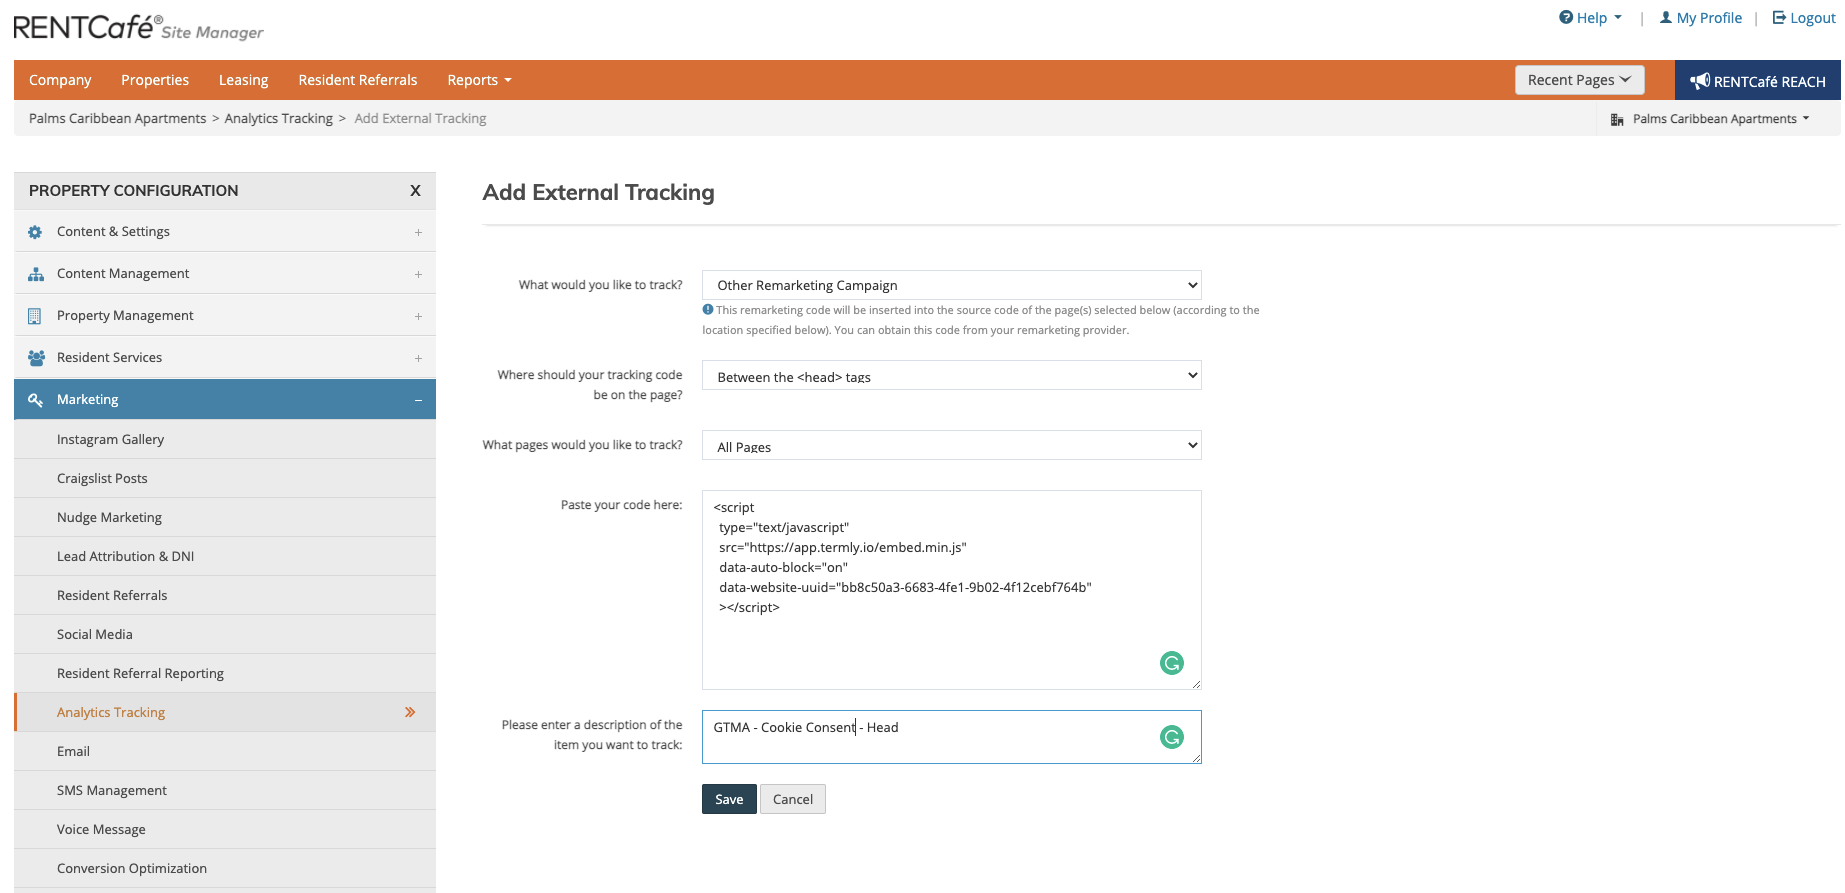 RENTCafé® Site Manager
Help | My Profile | Logout
Company Properties Leasing Resident Referrals Reports Recent Pages RENTCafé REACH
Palms Caribbean Apartments > Analytics Tracking > Add External Tracking Palms Caribbean Apartments
PROPERTY CONFIGURATION X
Content & Settings +
Content Management +
Property Management +
Resident Services +
Marketing –
Instagram Gallery
Craigslist Posts
Nudge Marketing
Lead Attribution & DNI
Resident Referrals
Social Media
Resident Referral Reporting
Analytics Tracking
Email
SMS Management
Voice Message
Conversion Optimization
Add External Tracking
What would you like to track? Other Remarketing Campaign
This remarketing code will be inserted into the source code of the page(s) selected below (according to the
location specified below). You can obtain this code from your remarketing provider.
Where should your tracking code
be on the page?
Between the <head> tags
What pages would you like to track? All Pages
Paste your code here:
<script
type="text/javascript"
src="https://app.termly.io/embed.min.js"
data-auto-block="on"
data-website-uuid="bb8c50a3-6683-4fe1-9b02-4f12cebf764b"
></script>
Please enter a description of the
item you want to track:
GTMA - Cookie Consent - Head
Save Cancel